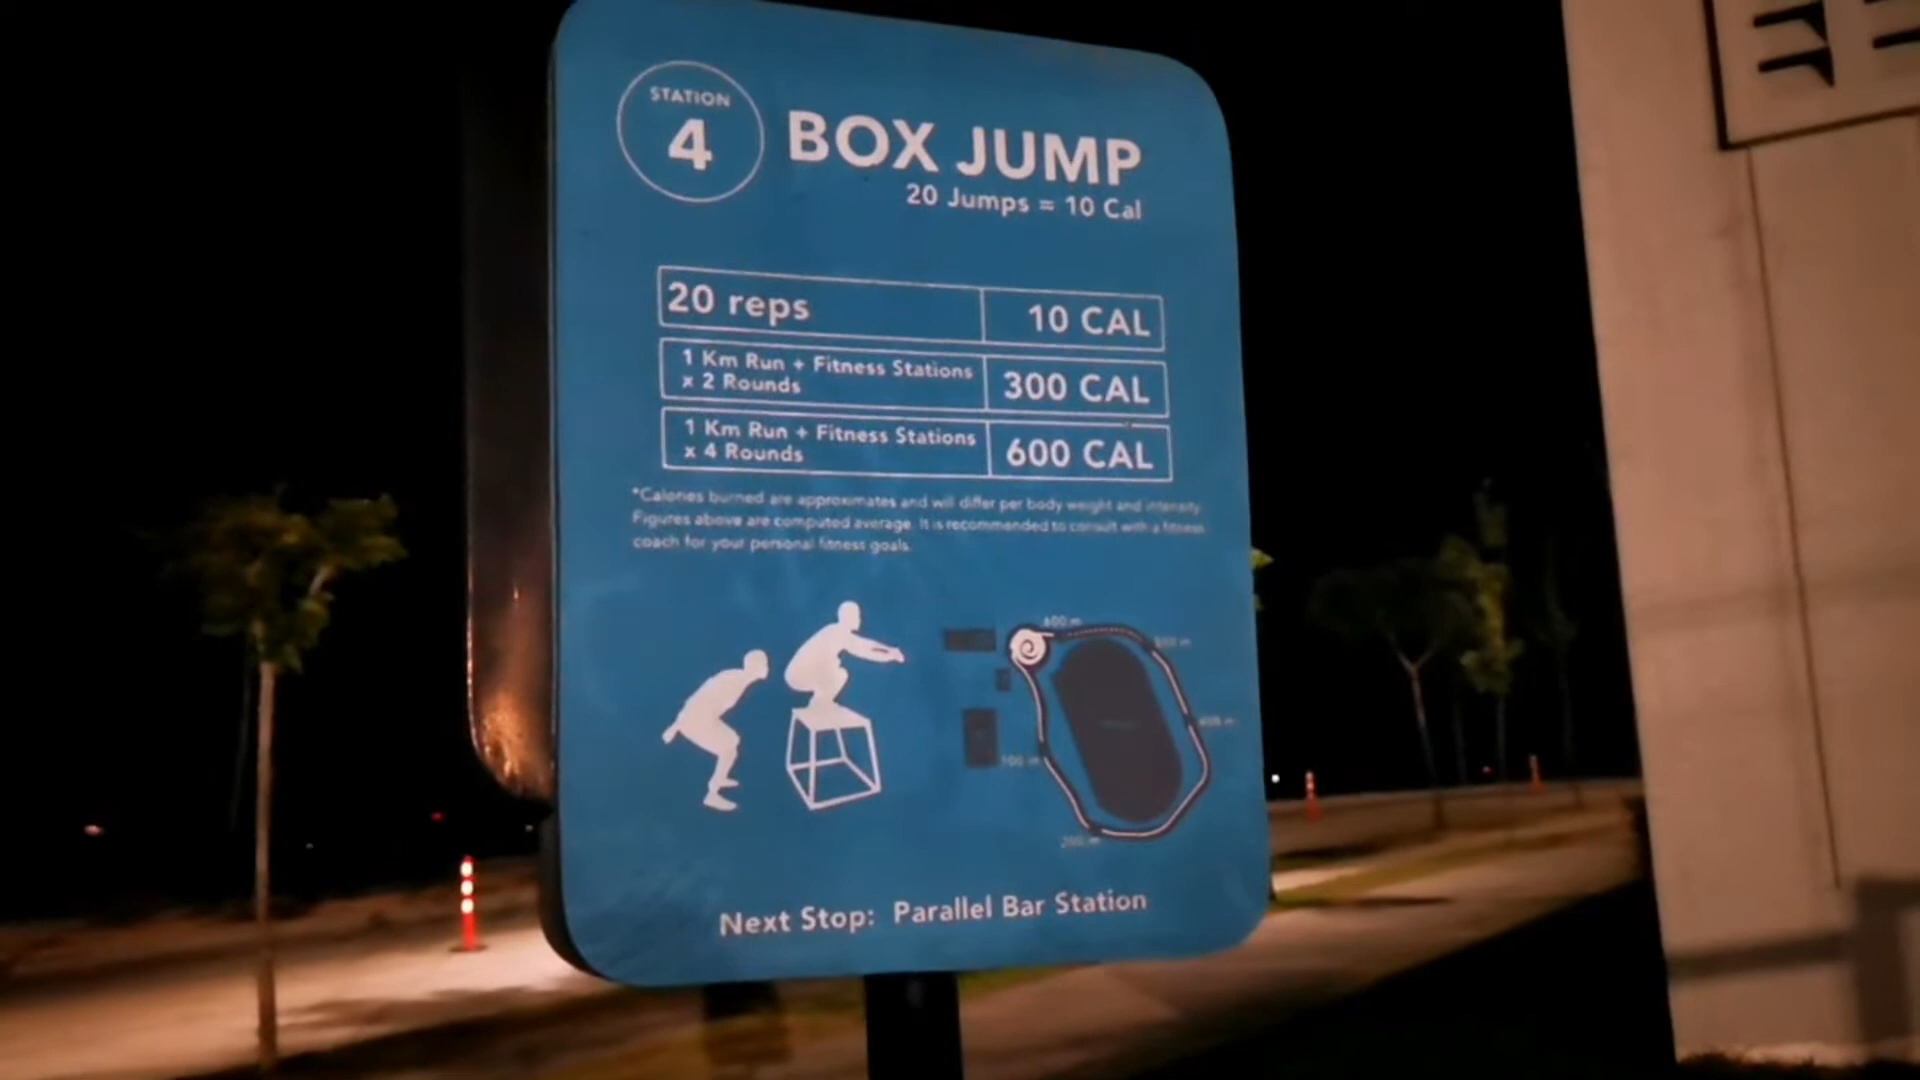 STATION
4
BOX JUMP
20 Jumps = 10 Cal
20 reps
10 CAL
1 Km Run + Fitness Stations
x 2 Rounds
300 CAL
1 Km Run + Fitness Stations
x 4 Rounds
600 CAL
*Calories burned are approximates and will differ per body weight and intensity.
Figures above are computed average. It is recommended to consult with a fitness
coach for your personal fitness goals.
600 m
100 m
200 m
Next Stop: Parallel Bar Station